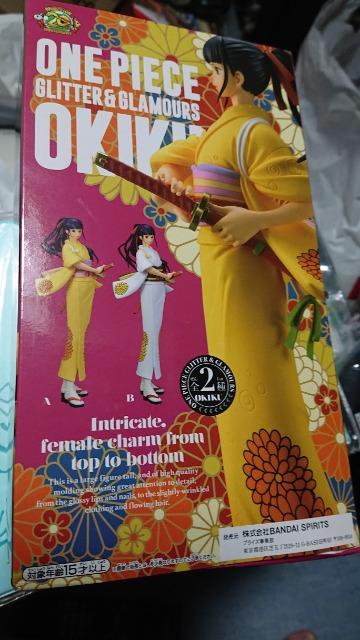 ONE PIECE
GLITTER & GLAMOURS
OKIKU
A
B
ONE PIECE GLITTER & GLAMOURS
全2種
OKIKU
Intricate,
female charm from
top to bottom
This is a large figure tall, and of high quality
molding showing great attention to detail,
from the glossy lips and nails, to the slightly wrinkled
clothing and flowing hair.
対象年齢15才以上
発売元 株式会社BANDAI SPIRITS
プライズ事業部